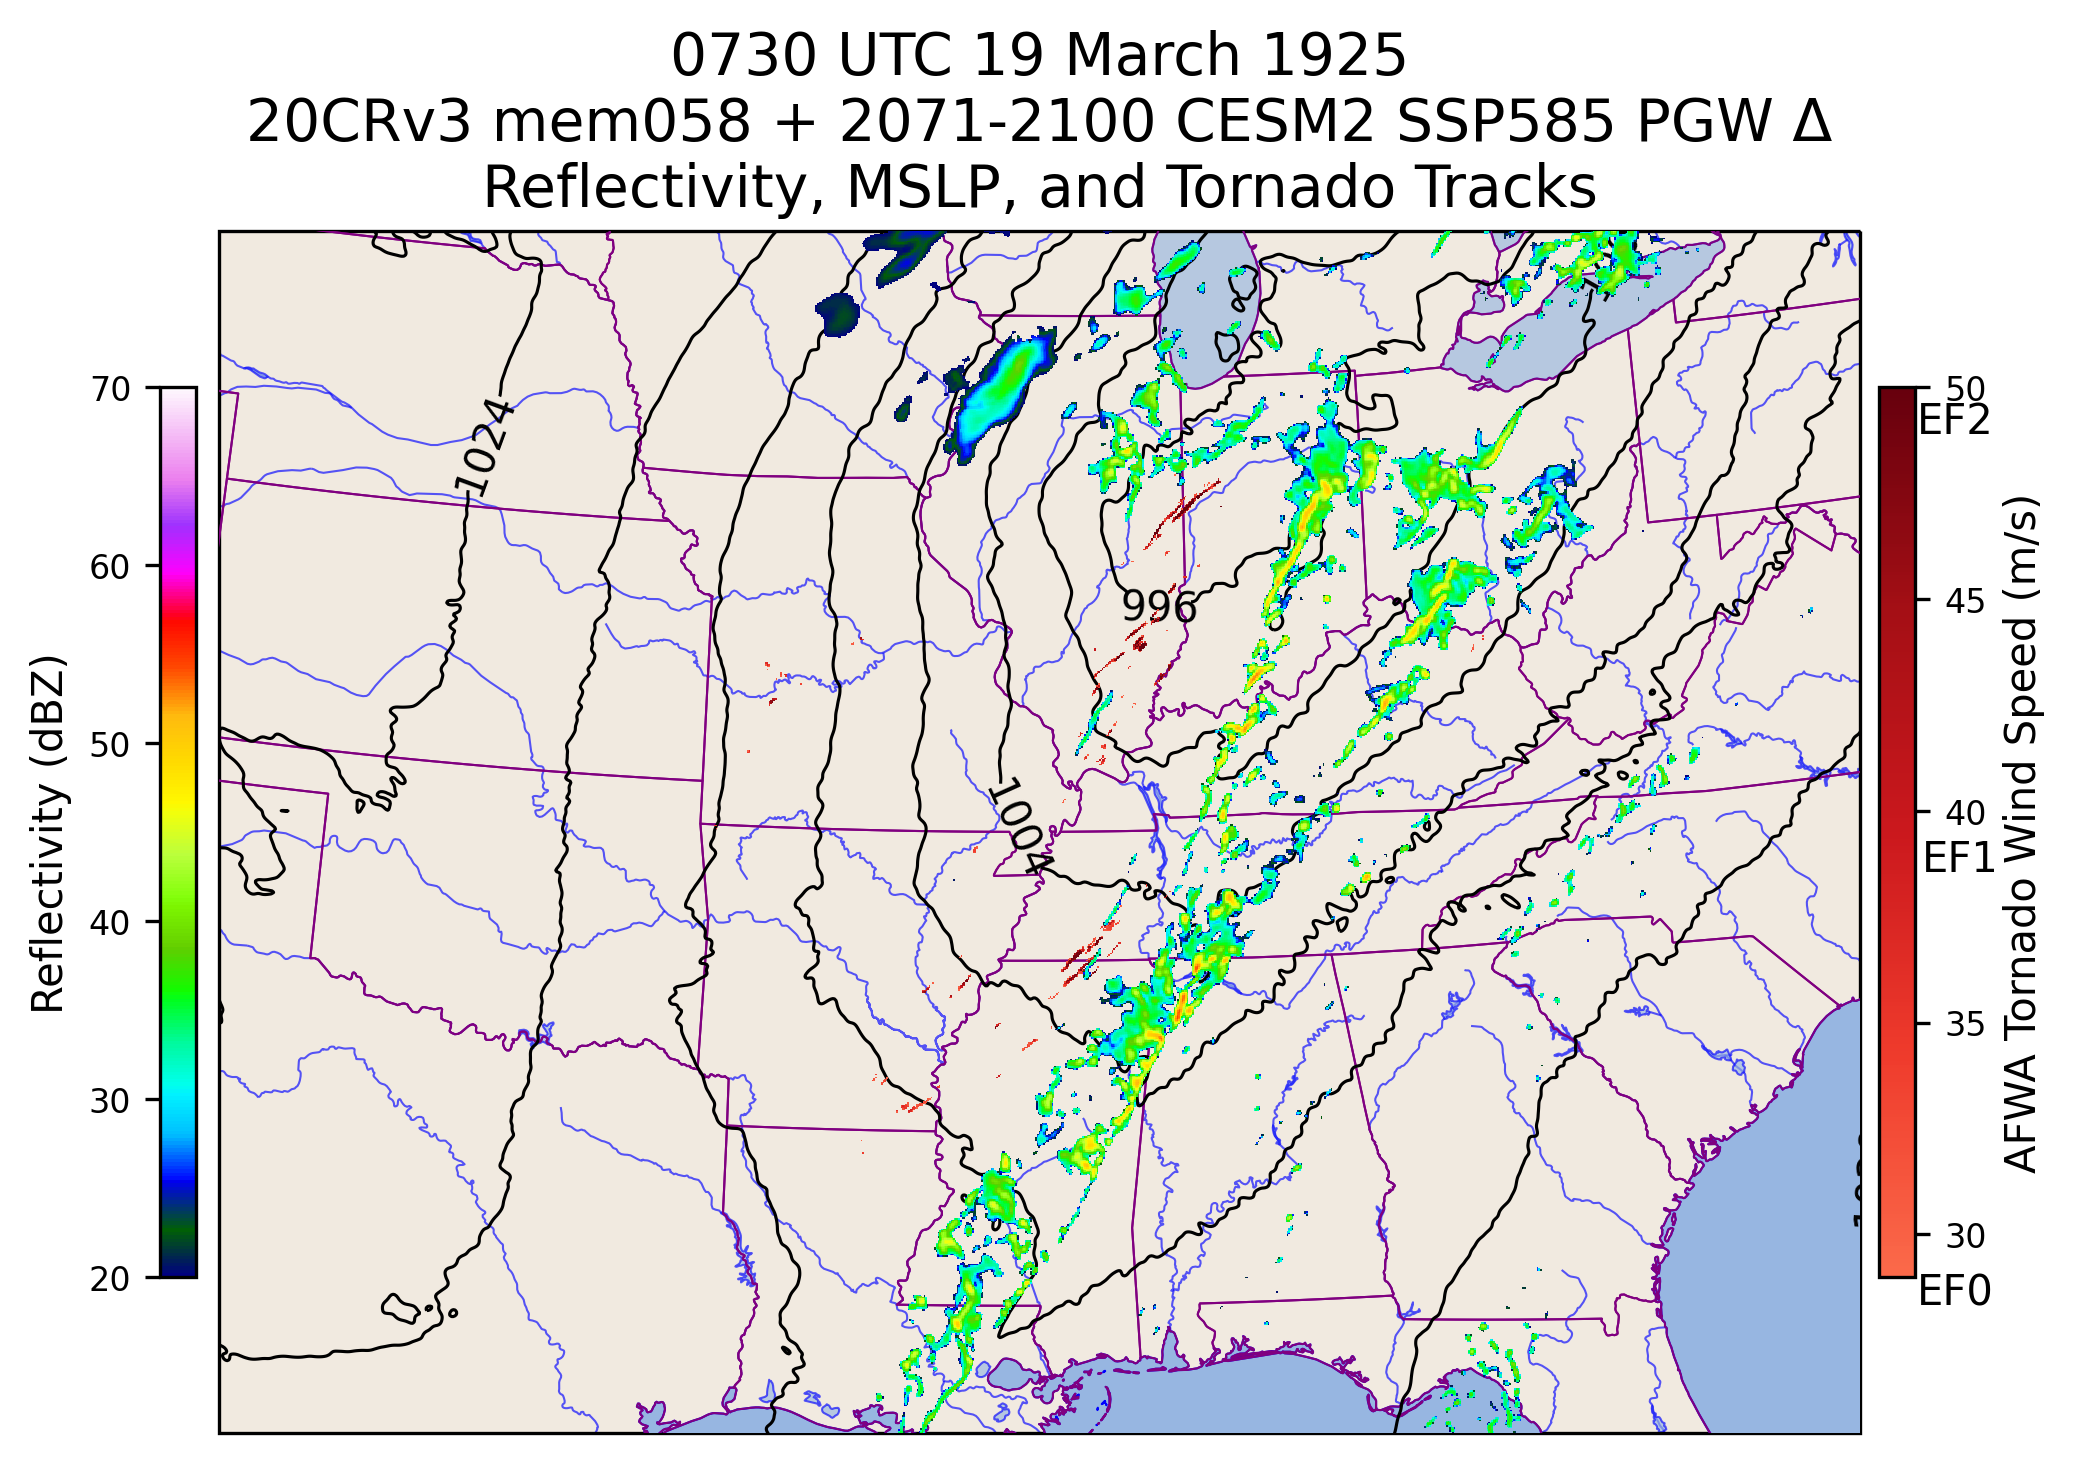 0730 UTC 19 March 1925
20CRv3 mem058 + 2071-2100 CESM2 SSP585 PGW Δ
Reflectivity, MSLP, and Tornado Tracks
Reflectivity (dBZ)
70
60
50
40
30
20
1024
996
1004
50
EF2
45
40
EF1
35
30
EF0
AFWA Tornado Wind Speed (m/s)